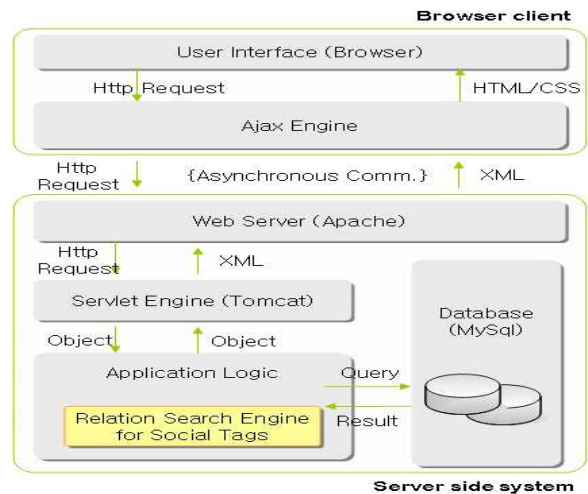 Browser client
User Interface (Browser)
Http Request
HTML/CSS
Ajax Engine
Http
Request
{Asynchronous Comm.}
XML
Web Server (Apache)
Http
Request
XML
Servlet Engine (Tomcat)
Object
Object
Database
(MySql)
Application Logic
Query
Relation Search Engine
for Social Tags
Result
Server side system